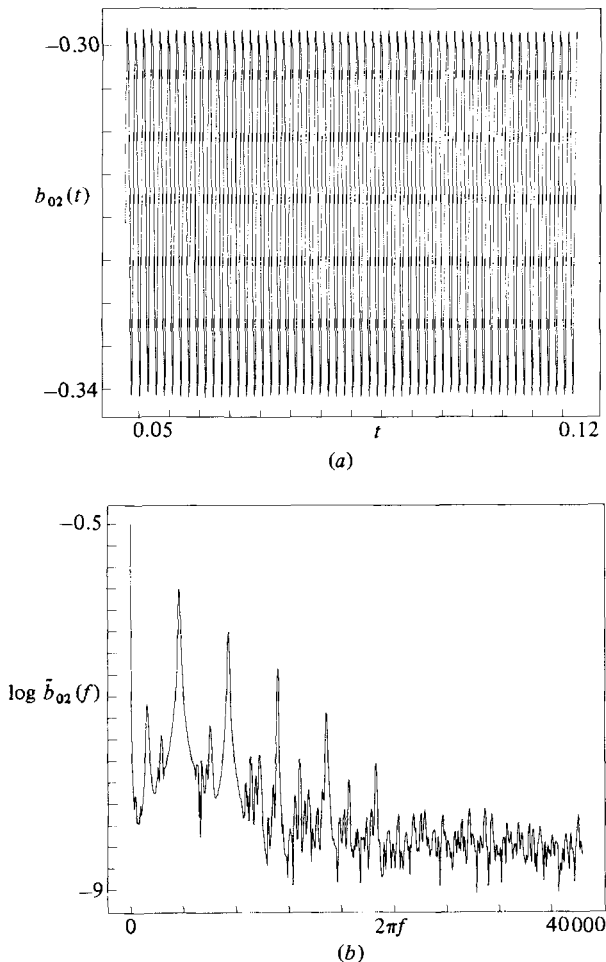 −0.30
b₀₂(t)
−0.34
0.05 t 0.12
(a)
−0.5
log b̃₀₂(f)
−9
0 2πf 40000
(b)